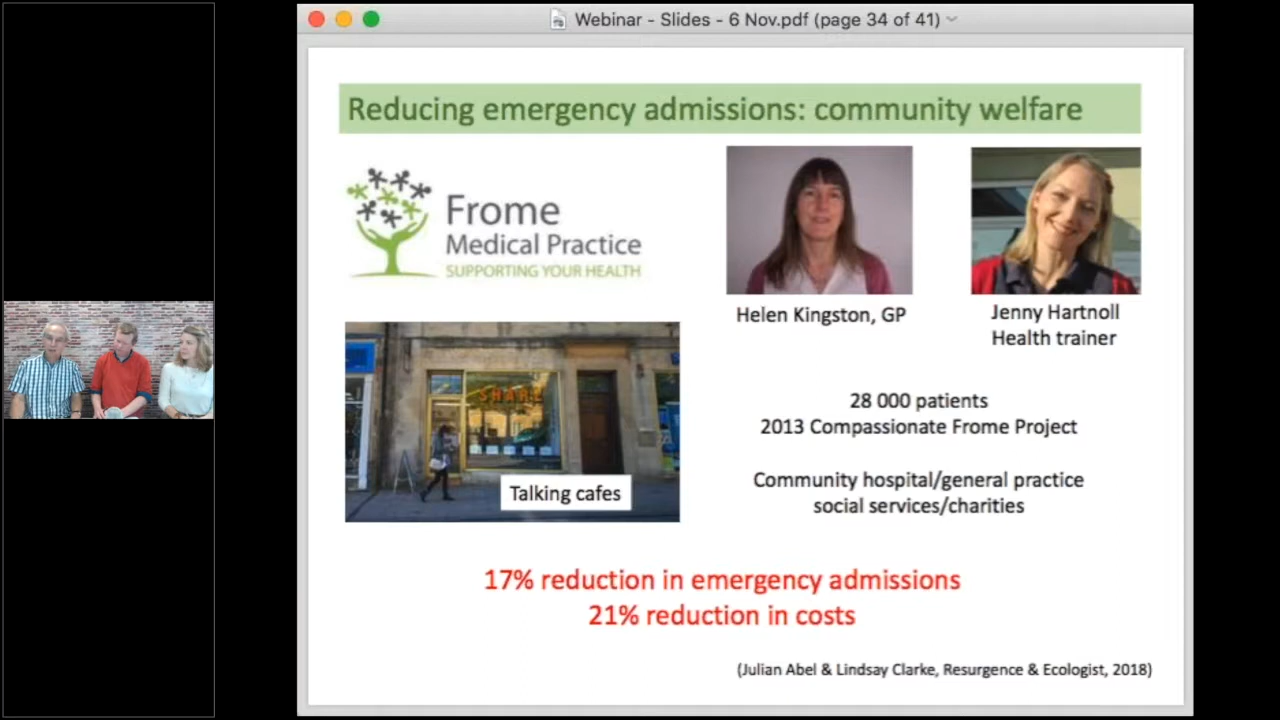 Webinar - Slides - 6 Nov.pdf (page 34 of 41)
Reducing emergency admissions: community welfare
Frome
Medical Practice
SUPPORTING YOUR HEALTH
Helen Kingston, GP
Jenny Hartnoll
Health trainer
SHARE
Talking cafes
28 000 patients
2013 Compassionate Frome Project
Community hospital/general practice
social services/charities
17% reduction in emergency admissions
21% reduction in costs
(Julian Abel & Lindsay Clarke, Resurgence & Ecologist, 2018)